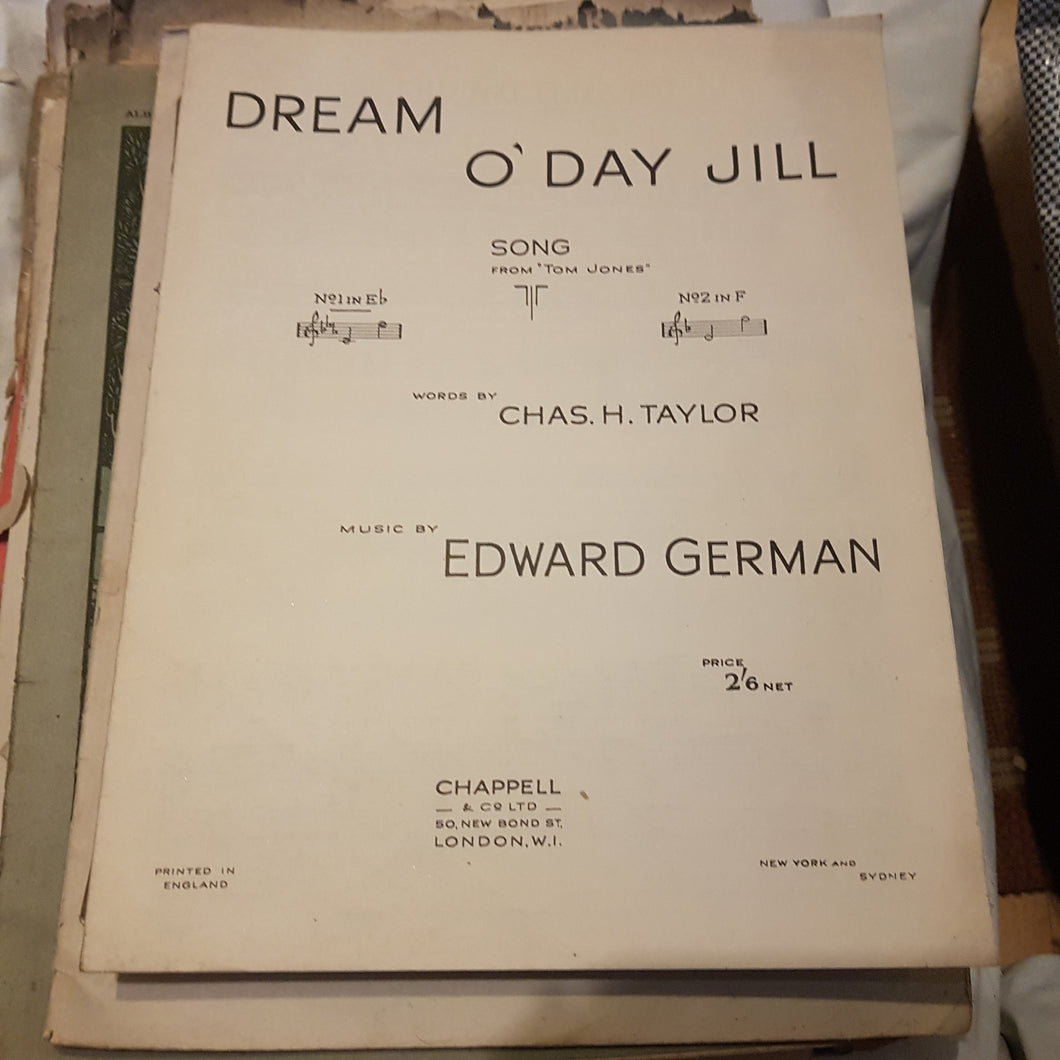 DREAM
O' DAY JILL
SONG
FROM "TOM JONES"
Nº1 IN E♭
Nº2 IN F
WORDS BY
CHAS. H. TAYLOR
MUSIC BY
EDWARD GERMAN
PRICE
2/6 NET
CHAPPELL
— & Cº LTD —
50, NEW BOND ST,
LONDON, W.I.
PRINTED IN
ENGLAND
NEW YORK AND
SYDNEY